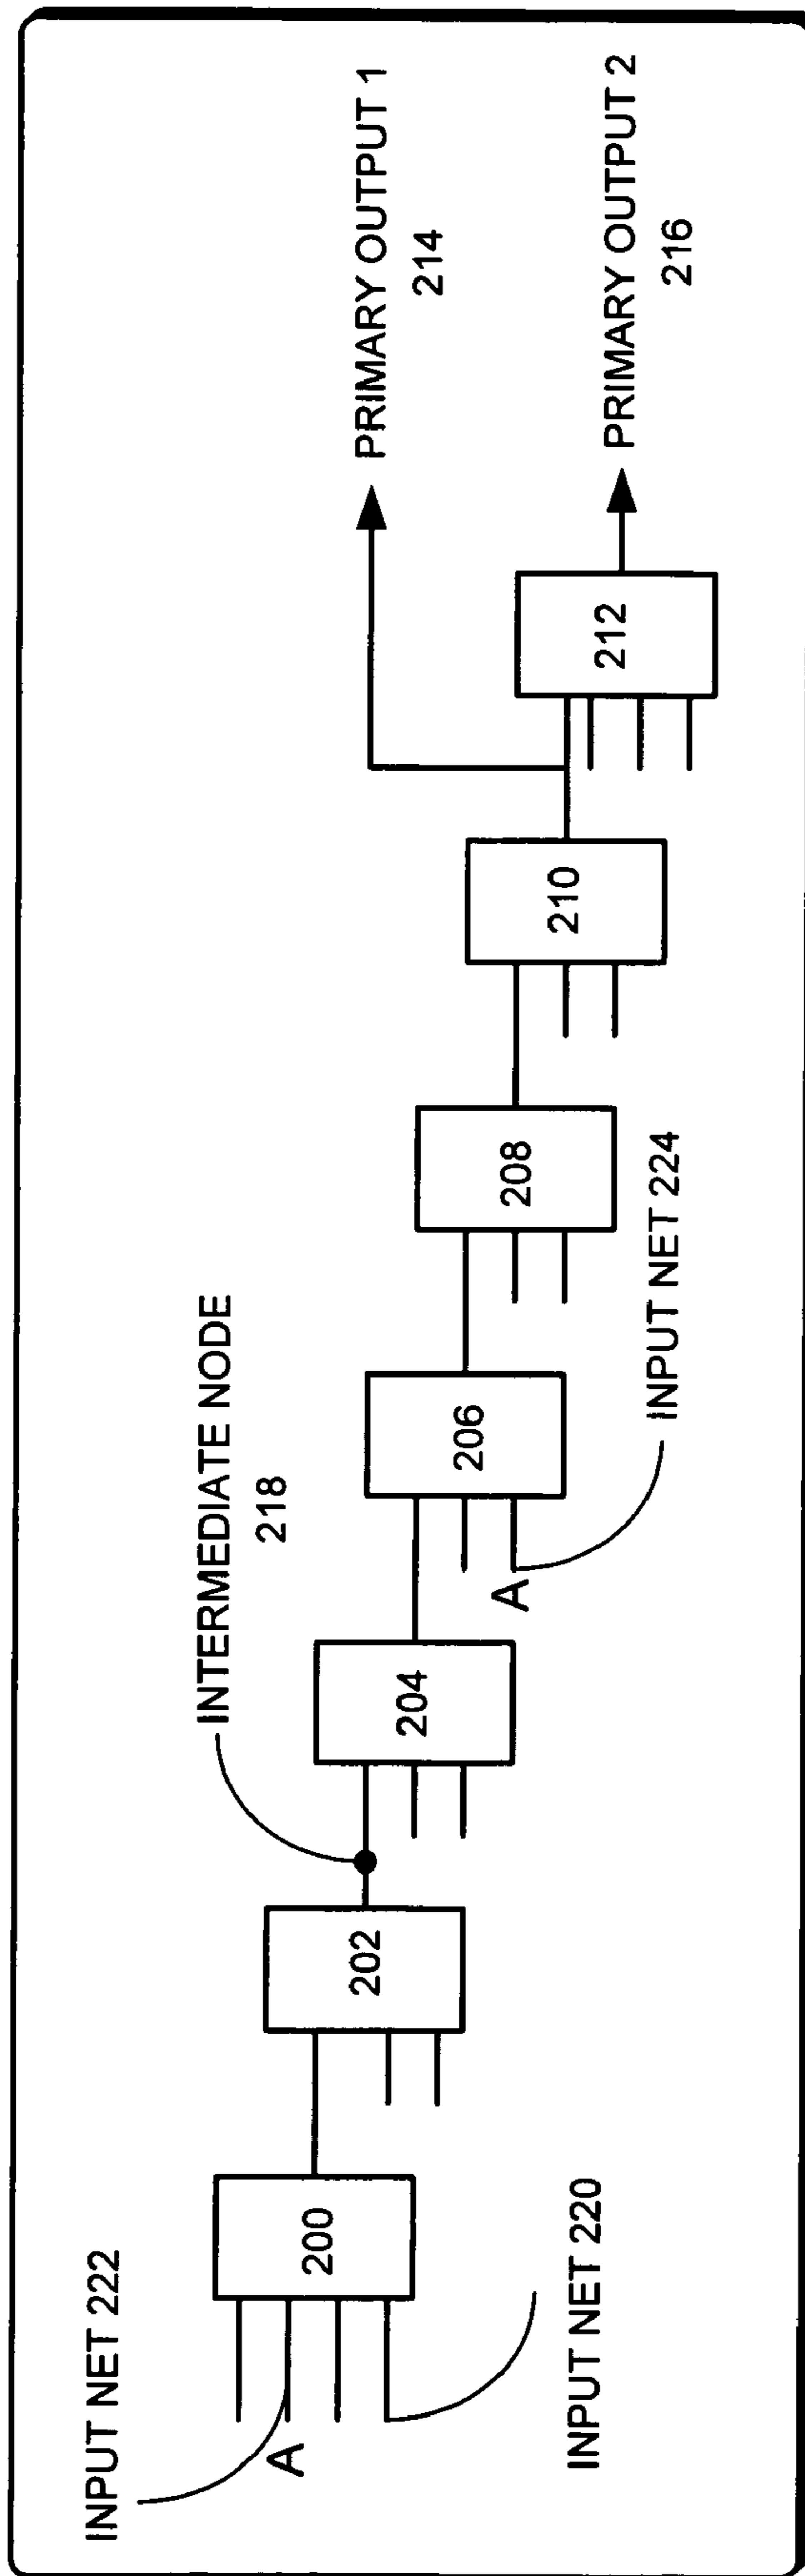 INPUT NET 222
A
200
INPUT NET 220
202
INTERMEDIATE NODE
218
204
A
206
INPUT NET 224
208
210
PRIMARY OUTPUT 1
214
212
PRIMARY OUTPUT 2
216